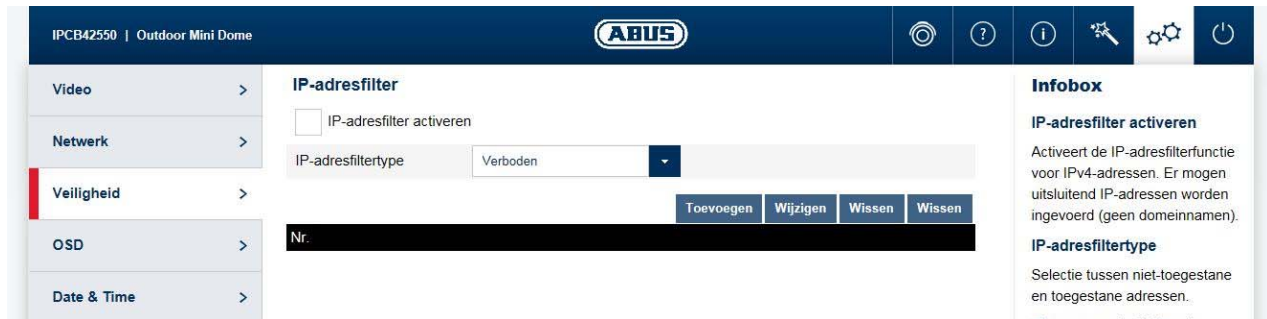 IPCB42550 | Outdoor Mini Dome
ABUS
Video
Netwerk
Veiligheid
OSD
Date & Time
IP-adresfilter
IP-adresfilter activeren
IP-adresfiltertype Verboden
Toevoegen Wijzigen Wissen Wissen
Nr.
Infobox
IP-adresfilter activeren
Activeert de IP-adresfilterfunctie
voor IPv4-adressen. Er mogen
uitsluitend IP-adressen worden
ingevoerd (geen domeinnamen).
IP-adresfiltertype
Selectie tussen niet-toegestane
en toegestane adressen.